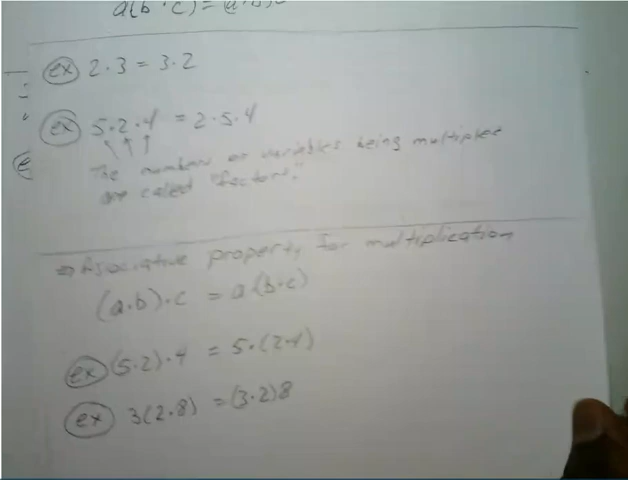 a(b · c) = (a · b)c
ex 2 · 3 = 3 · 2
ex 5 · 2 · 4 = 2 · 5 · 4
The numbers or variables being multiplied
are called "factors."
⇒ Associative property for multiplication
(a · b) · c = a (b · c)
ex (5 · 2) · 4 = 5 · (2 · 4)
ex 3(2 · 8) = (3 · 2)8